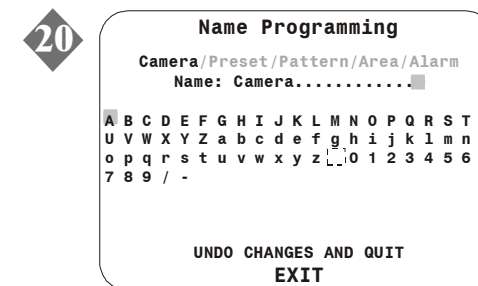 20
Name Programming
Camera/Preset/Pattern/Area/Alarm
Name: Camera............
A B C D E F G H I J K L M N O P Q R S T
U V W X Y Z a b c d e f g h i j k l m n
o p q r s t u v w x y z 0 1 2 3 4 5 6
7 8 9 / -
UNDO CHANGES AND QUIT
EXIT